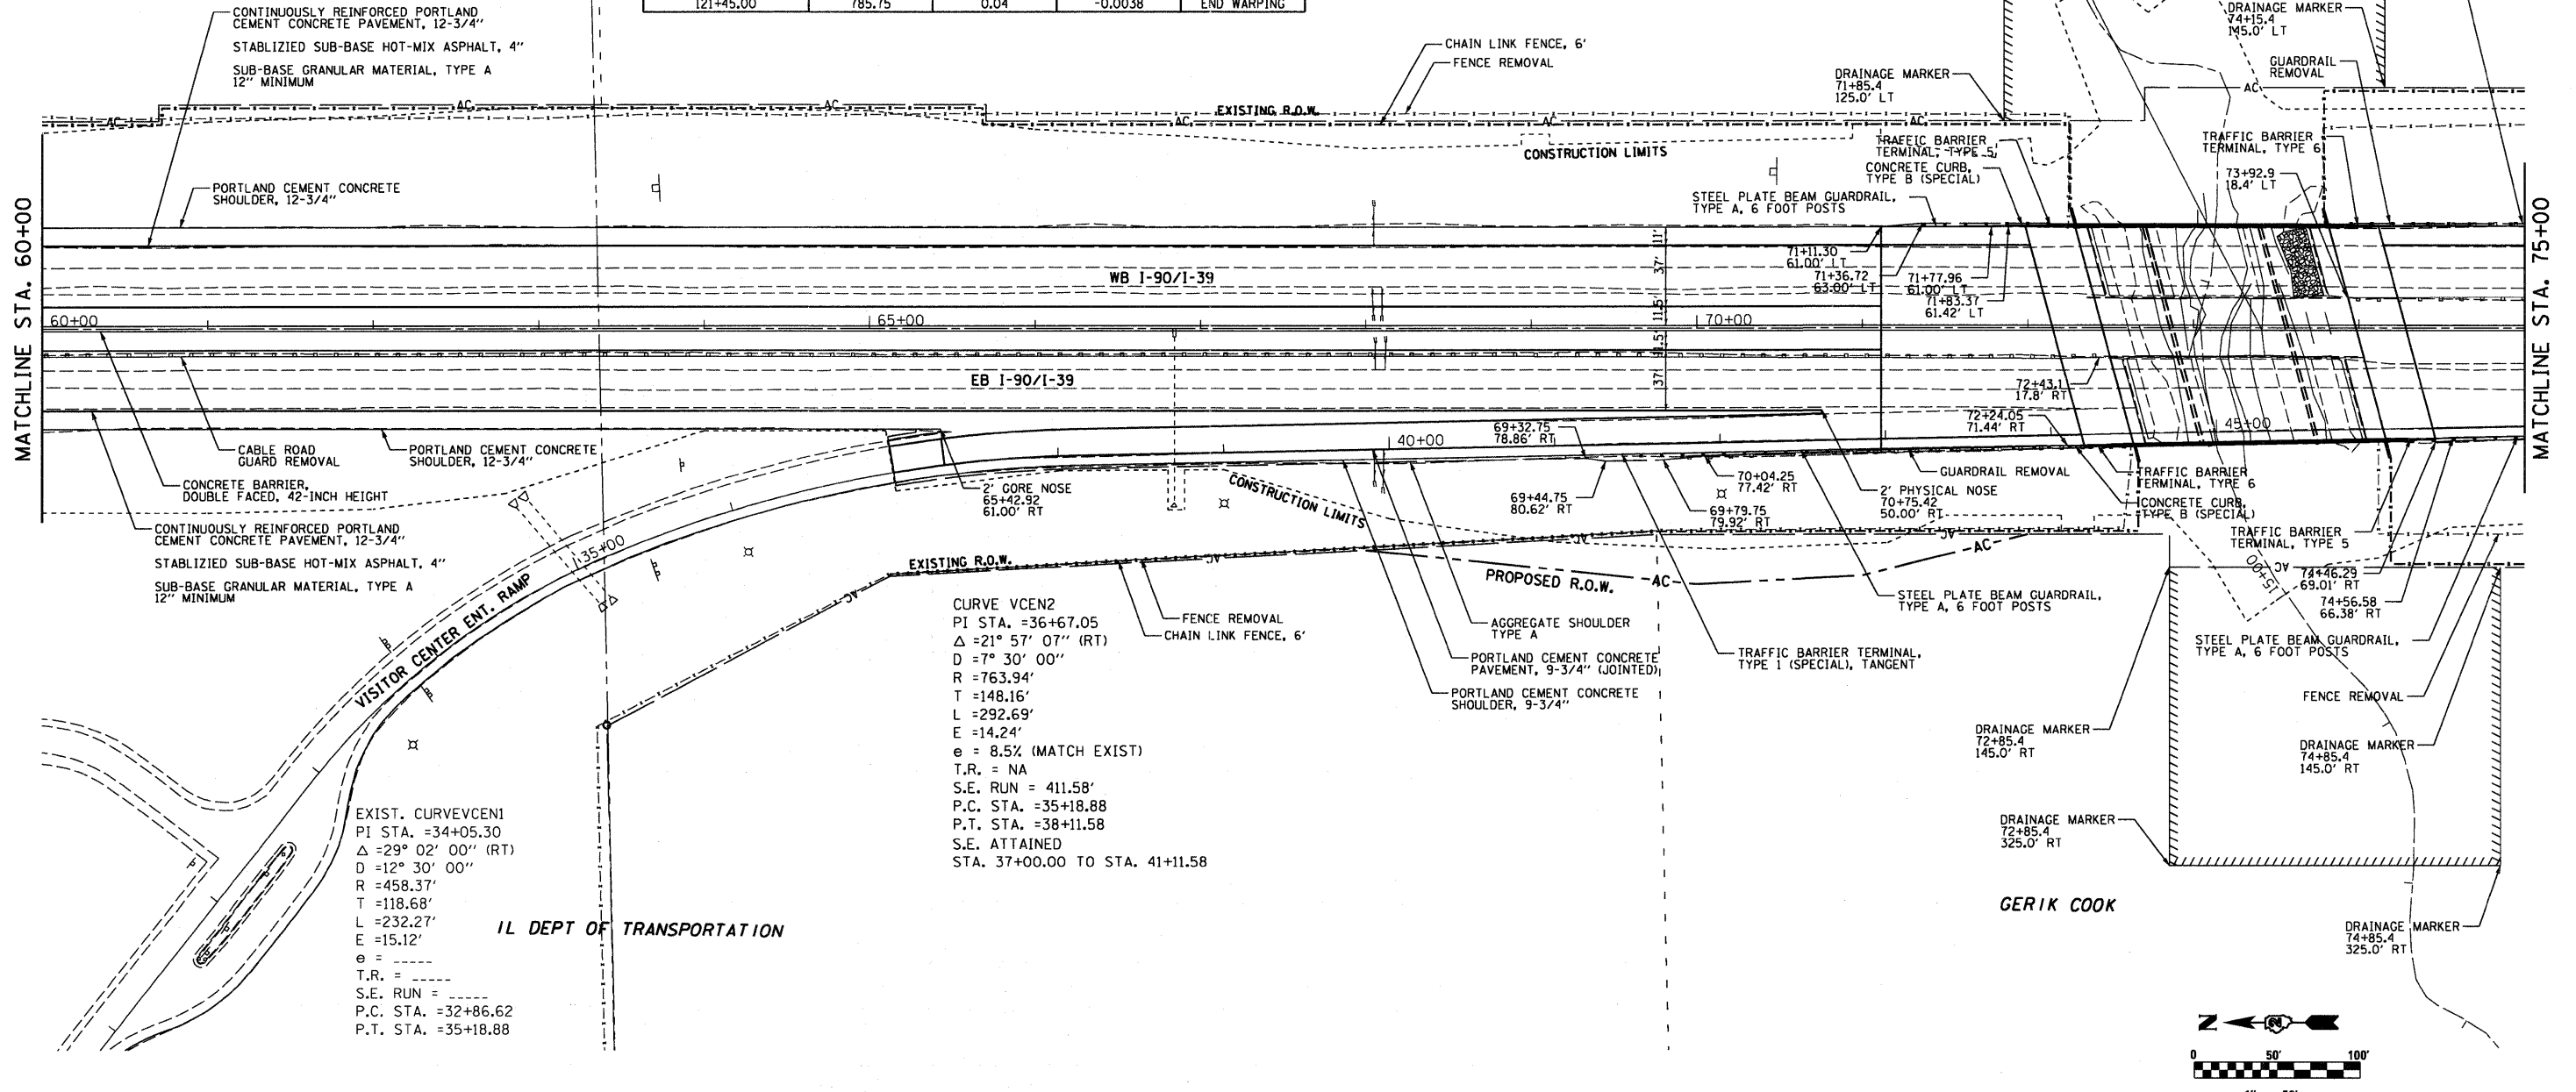 121+45.00 785.75 0.04 -0.0038 END WARPING
CONTINUOUSLY REINFORCED PORTLAND
CEMENT CONCRETE PAVEMENT, 12-3/4"
STABLIZIED SUB-BASE HOT-MIX ASPHALT, 4"
SUB-BASE GRANULAR MATERIAL, TYPE A
12" MINIMUM
CHAIN LINK FENCE, 6'
FENCE REMOVAL
DRAINAGE MARKER
71+85.4
125.0' LT
DRAINAGE MARKER
74+15.4
145.0' LT
GUARDRAIL
REMOVAL
AC
AC
AC
EXISTING R.O.W.
AC
AC
AC
AC
CONSTRUCTION LIMITS
TRAFFIC BARRIER
TERMINAL, TYPE 5
CONCRETE CURB,
TYPE B (SPECIAL)
TRAFFIC BARRIER
TERMINAL, TYPE 6
73+92.9
18.4' LT
PORTLAND CEMENT CONCRETE
SHOULDER, 12-3/4"
STEEL PLATE BEAM GUARDRAIL,
TYPE A, 6 FOOT POSTS
MATCHLINE STA. 60+00
MATCHLINE STA. 75+00
11'
37'
11.5'
11.5'
37'
WB I-90/I-39
71+11.30
61.00' LT
71+36.72
63.00' LT
71+77.96
61.00' LT
71+83.37
61.42' LT
60+00
65+00
70+00
EB I-90/I-39
72+43.1
17.8' RT
72+24.05
71.44' RT
69+32.75
78.86' RT
40+00
45+00
CABLE ROAD
GUARD REMOVAL
PORTLAND CEMENT CONCRETE
SHOULDER, 12-3/4"
CONCRETE BARRIER,
DOUBLE FACED, 42-INCH HEIGHT
2' GORE NOSE
65+42.92
61.00' RT
CONSTRUCTION LIMITS
69+44.75
80.62' RT
70+04.25
77.42' RT
69+79.75
79.92' RT
2' PHYSICAL NOSE
70+75.42
50.00' RT
GUARDRAIL REMOVAL
TRAFFIC BARRIER
TERMINAL, TYPE 6
CONCRETE CURB,
TYPE B (SPECIAL)
TRAFFIC BARRIER
TERMINAL, TYPE 5
CONTINUOUSLY REINFORCED PORTLAND
CEMENT CONCRETE PAVEMENT, 12-3/4"
STABLIZIED SUB-BASE HOT-MIX ASPHALT, 4"
SUB-BASE GRANULAR MATERIAL, TYPE A
12" MINIMUM
35+00
VISITOR CENTER ENT. RAMP
EXISTING R.O.W.
AC
AC
AC
PROPOSED R.O.W.
AC
AC
AC
15+00
74+46.29
69.01' RT
74+56.58
66.38' RT
STEEL PLATE BEAM GUARDRAIL,
TYPE A, 6 FOOT POSTS
STEEL PLATE BEAM GUARDRAIL,
TYPE A, 6 FOOT POSTS
FENCE REMOVAL
CHAIN LINK FENCE, 6'
AGGREGATE SHOULDER
TYPE A
PORTLAND CEMENT CONCRETE
PAVEMENT, 9-3/4" (JOINTED)
PORTLAND CEMENT CONCRETE
SHOULDER, 9-3/4"
TRAFFIC BARRIER TERMINAL,
TYPE 1 (SPECIAL), TANGENT
FENCE REMOVAL
DRAINAGE MARKER
72+85.4
145.0' RT
DRAINAGE MARKER
74+85.4
145.0' RT
CURVE VCEN2
PI STA. =36+67.05
Δ =21° 57' 07" (RT)
D =7° 30' 00"
R =763.94'
T =148.16'
L =292.69'
E =14.24'
e = 8.5% (MATCH EXIST)
T.R. = NA
S.E. RUN = 411.58'
P.C. STA. =35+18.88
P.T. STA. =38+11.58
S.E. ATTAINED
STA. 37+00.00 TO STA. 41+11.58
EXIST. CURVEVCEN1
PI STA. =34+05.30
Δ =29° 02' 00" (RT)
D =12° 30' 00"
R =458.37'
T =118.68'
L =232.27'
E =15.12'
e = _____
T.R. = _____
S.E. RUN = _____
P.C. STA. =32+86.62
P.T. STA. =35+18.88
IL DEPT OF TRANSPORTATION
DRAINAGE MARKER
72+85.4
325.0' RT
GERIK COOK
DRAINAGE MARKER
74+85.4
325.0' RT
N
0 50' 100'